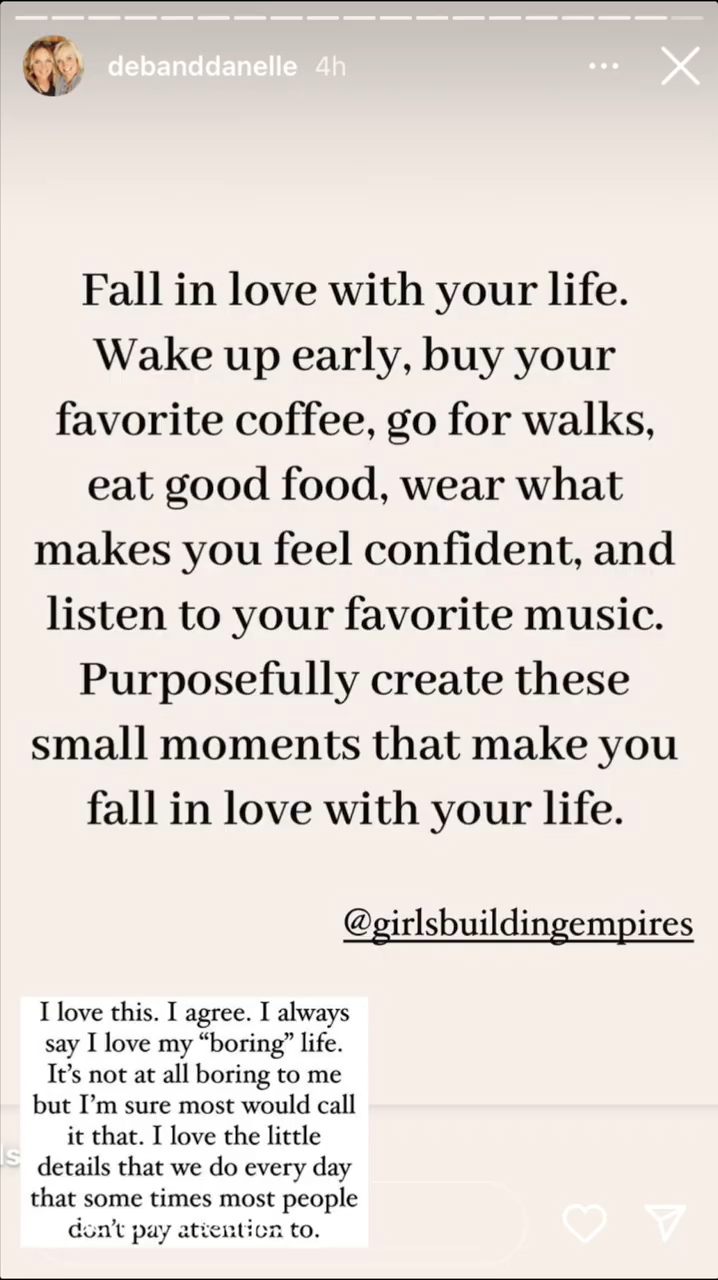 debanddanelle 4h
Fall in love with your life.
Wake up early, buy your
favorite coffee, go for walks,
eat good food, wear what
makes you feel confident, and
listen to your favorite music.
Purposefully create these
small moments that make you
fall in love with your life.
@girlsbuildingempires
I love this. I agree. I always
say I love my “boring” life.
It’s not at all boring to me
but I’m sure most would call
it that. I love the little
details that we do every day
that some times most people
don’t pay attention to.